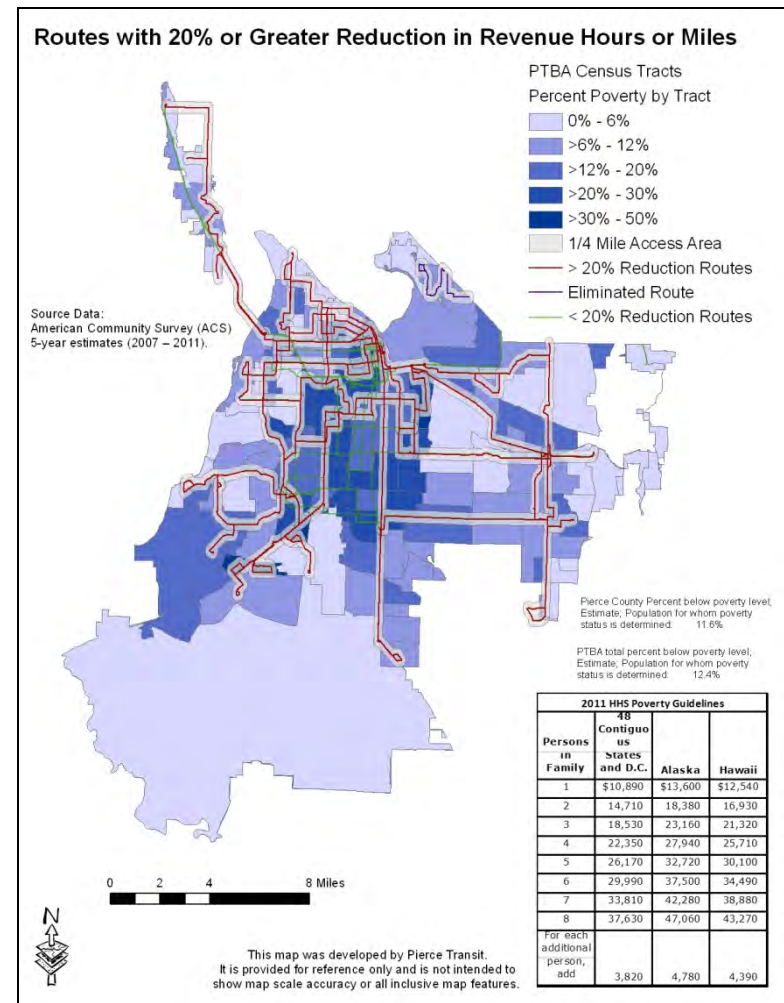 Routes with 20% or Greater Reduction in Revenue Hours or Miles
PTBA Census Tracts
Percent Poverty by Tract
0% - 6%
>6% - 12%
>12% - 20%
>20% - 30%
>30% - 50%
1/4 Mile Access Area
> 20% Reduction Routes
Eliminated Route
< 20% Reduction Routes
Source Data:
American Community Survey (ACS)
5-year estimates (2007 – 2011).
Pierce County Percent below poverty level;
Estimate; Population for whom poverty
status is determined: 11.6%
PTBA total percent below poverty level;
Estimate; Population for whom poverty
status is determined: 12.4%
2011 HHS Poverty Guidelines
Persons in Family 48 Contiguous States and D.C. Alaska Hawaii
1 $10,890 $13,600 $12,540
2 14,710 18,380 16,930
3 18,530 23,160 21,320
4 22,350 27,940 25,710
5 26,170 32,720 30,100
6 29,990 37,500 34,490
7 33,810 42,280 38,880
8 37,630 47,060 43,270
For each
additional
person,
add 3,820 4,780 4,390
0 2 4 8 Miles
N
This map was developed by Pierce Transit.
It is provided for reference only and is not intended to
show map scale accuracy or all inclusive map features.